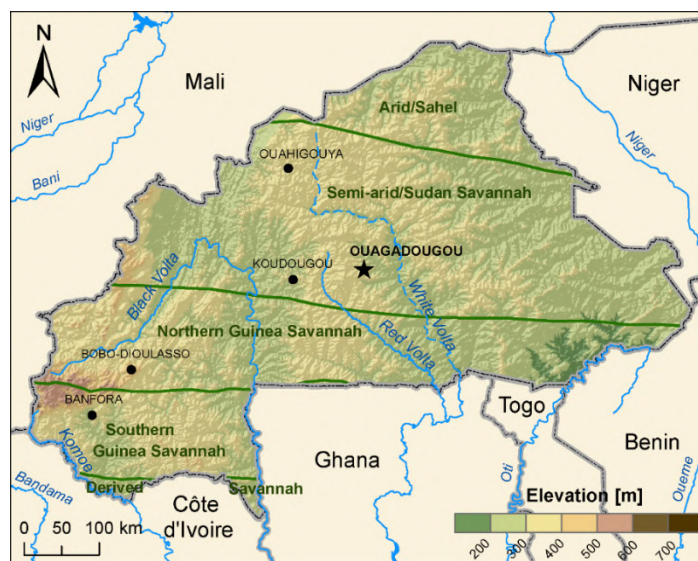 N
Mali
Niger
Arid/Sahel
Niger
Bani
Niger
OUAHIGOUYA
Semi-arid/Sudan Savannah
OUAGADOUGOU
KOUDOUGOU
Black Volta
White Volta
Red Volta
Northern Guinea Savannah
BOBO-DIOULASSO
BANFORA
Southern
Guinea Savannah
Komoe
Togo
Benin
Ghana
Bandama
Derived
Savannah
Côte
d'Ivoire
Oti
Oueme
0 50 100 km
Elevation [m]
200
300
400
500
600
700